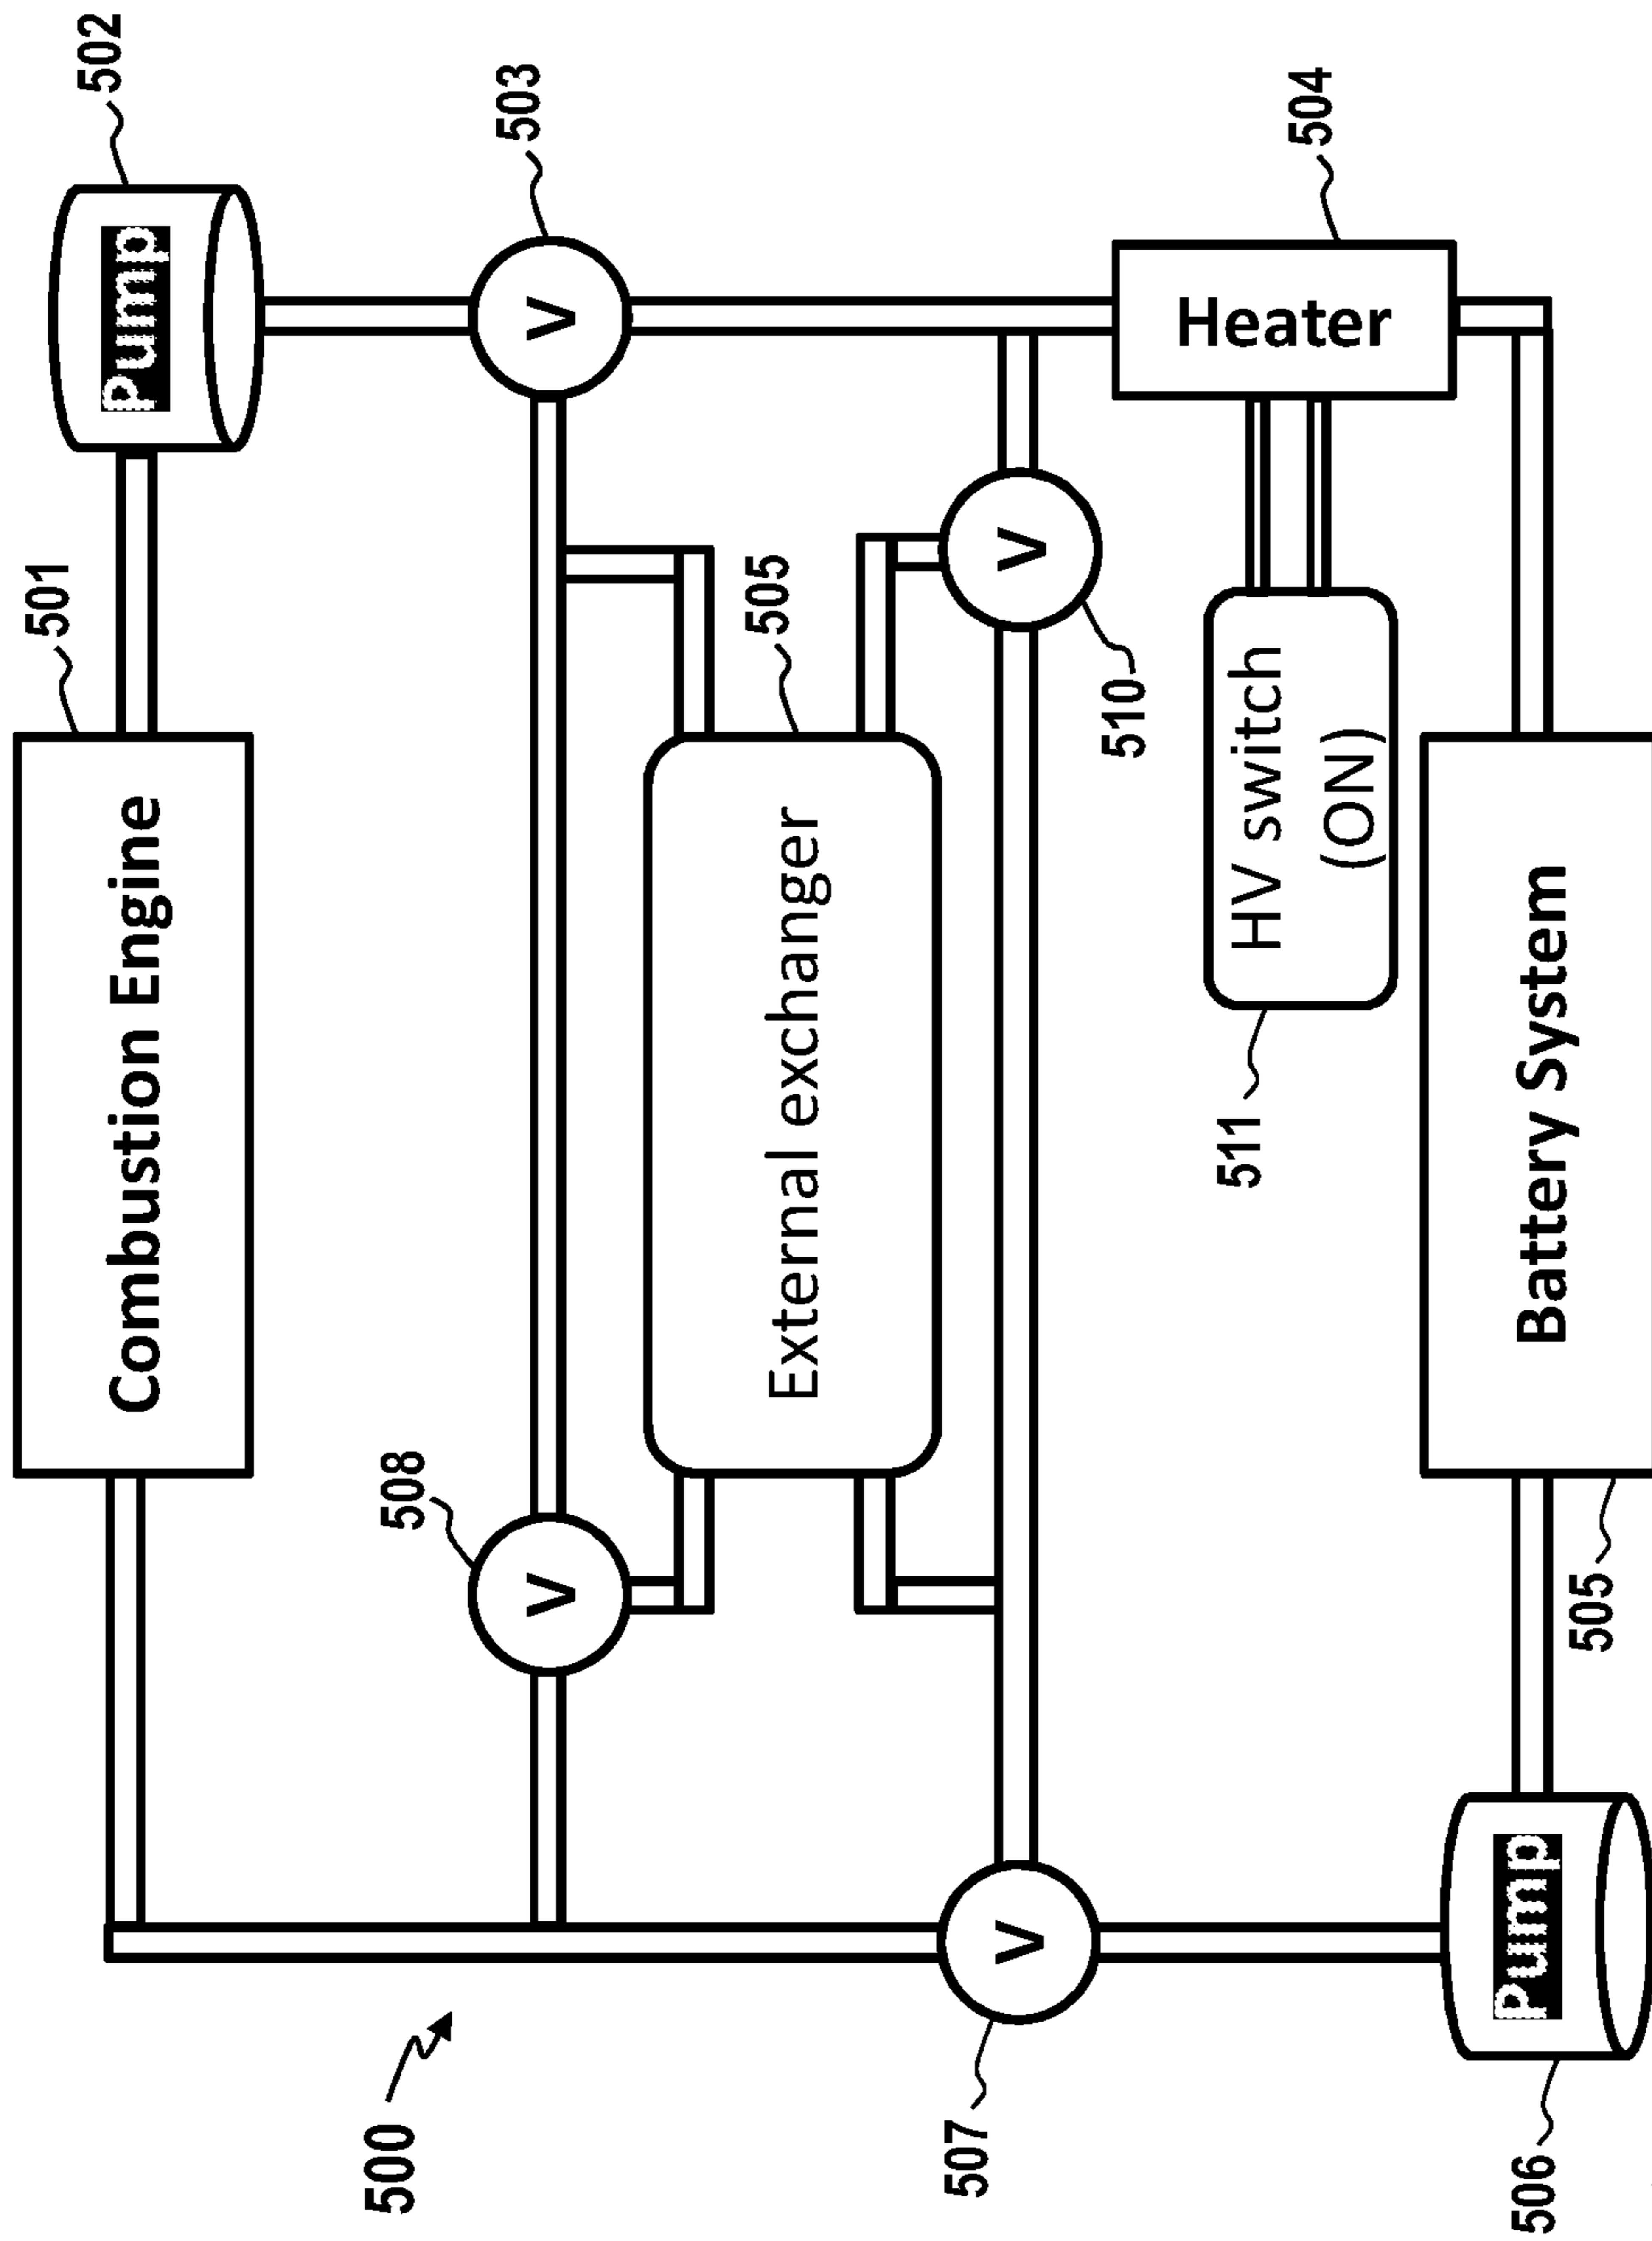 500
501
Combustion Engine
502
Pump
503
V
508
V
505
External exchanger
510
V
507
V
504
Heater
511
HV switch
(ON)
505
Battery System
506
Pump